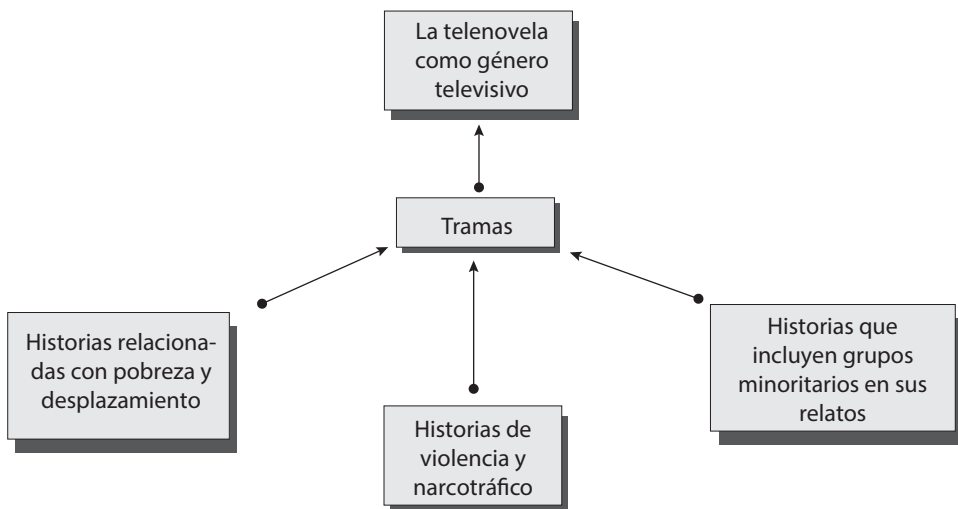 La telenovela
como género
televisivo
Tramas
Historias relaciona-
das con pobreza y
desplazamiento
Historias de
violencia y
narcotráfico
Historias que
incluyen grupos
minoritarios en sus
relatos